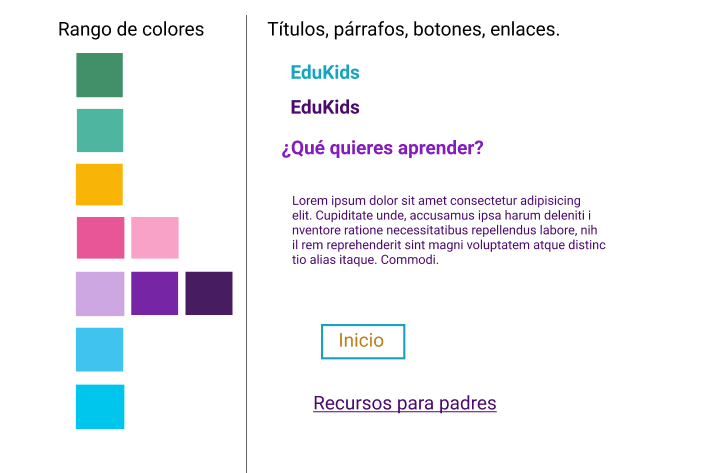 Rango de colores
Títulos, párrafos, botones, enlaces.
EduKids
EduKids
¿Qué quieres aprender?
Lorem ipsum dolor sit amet consectetur adipisicing
elit. Cupiditate unde, accusamus ipsa harum deleniti i
nventore ratione necessitatibus repellendus labore, nih
il rem reprehenderit sint magni voluptatem atque distinc
tio alias itaque. Commodi.
Inicio
Recursos para padres